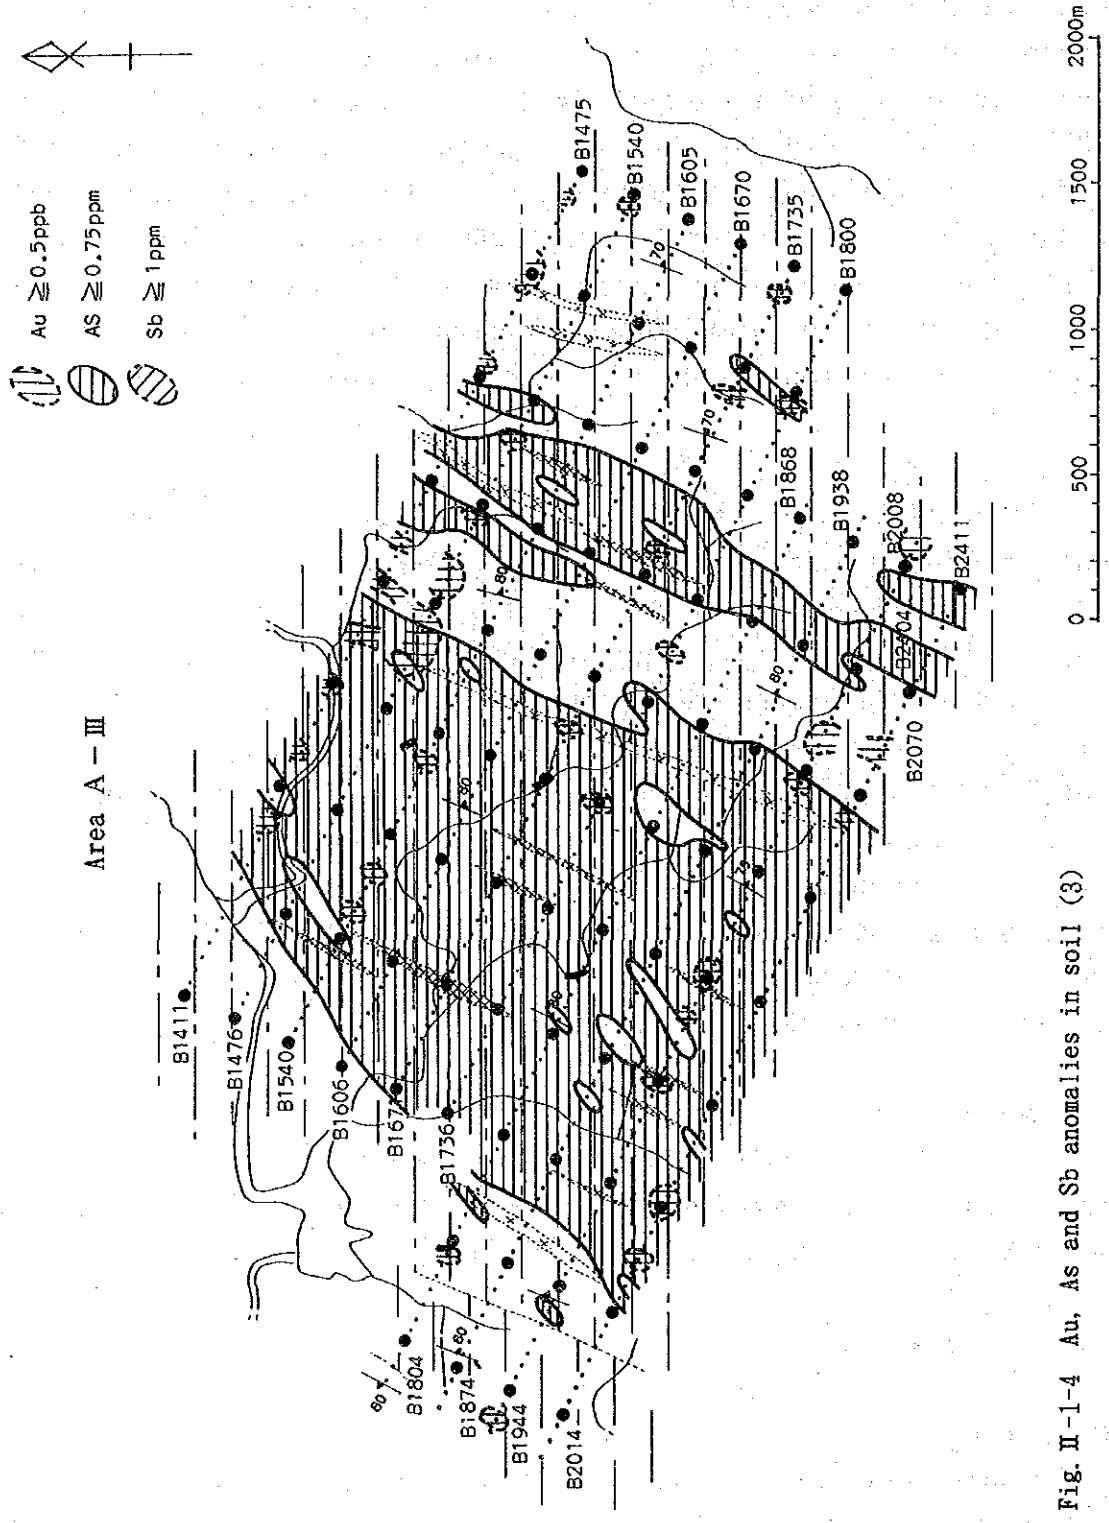 Area A-Ⅲ
Au ≧ 0.5ppb
AS ≧ 0.75ppm
Sb ≧ 1ppm
B1411
B1476
B1540
B1606
B1671
B1736
B1804
B1874
B1944
B2014
B1475
B1540
B1605
B1670
B1735
B1800
B1868
B1938
B2008
B2411
B2404
B2070
60
60
80
80
80
80
75
70
70
0 500 1000 1500 2000m
Fig. Ⅱ-1-4 Au, As and Sb anomalies in soil (3)